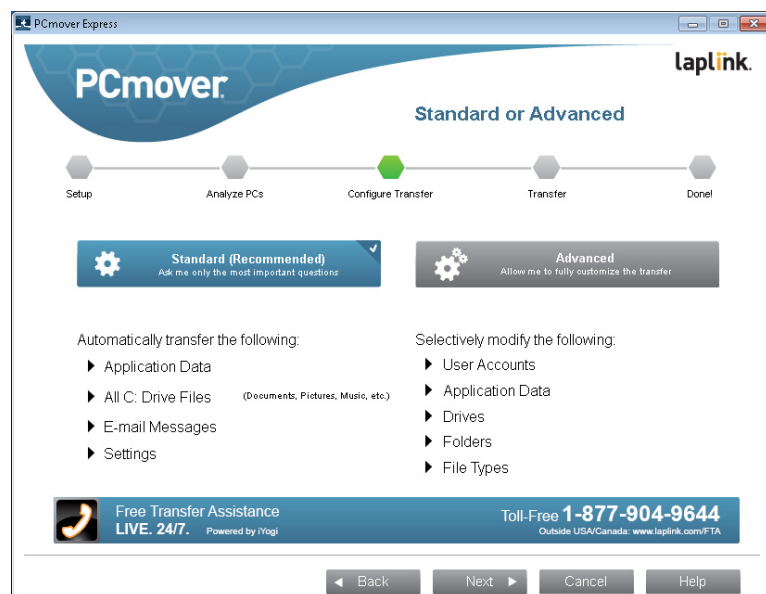 PCmover Express
laplink.
PCmover
Standard or Advanced
Setup
Analyze PCs
Configure Transfer
Transfer
Done!
Standard (Recommended)
Ask me only the most important questions
Advanced
Allow me to fully customize the transfer
Automatically transfer the following:
Application Data
All C: Drive Files (Documents, Pictures, Music, etc.)
E-mail Messages
Settings
Selectively modify the following:
User Accounts
Application Data
Drives
Folders
File Types
Free Transfer Assistance
LIVE. 24/7. Powered by iYogi
Toll-Free 1-877-904-9644
Outside USA/Canada: www.laplink.com/FTA
Back
Next
Cancel
Help